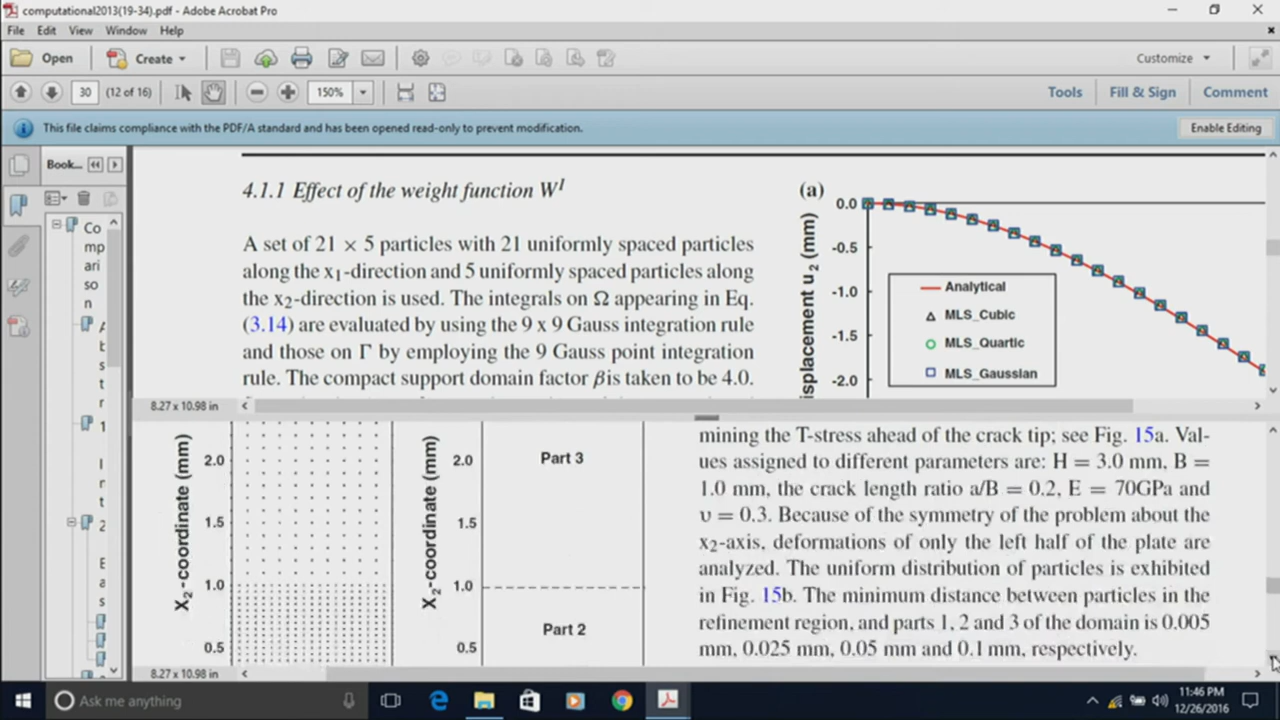 computational2013(19-34).pdf - Adobe Acrobat Pro
File Edit View Window Help
Open Create Customize
30 (12 of 16) 150% Tools Fill & Sign Comment
This file claims compliance with the PDF/A standard and has been opened read-only to prevent modification. Enable Editing
Book...
Co
mp
ari
so
n
4.1.1 Effect of the weight function W^I
A set of 21 × 5 particles with 21 uniformly spaced particles
along the x₁-direction and 5 uniformly spaced particles along
the x₂-direction is used. The integrals on Ω appearing in Eq.
(3.14) are evaluated by using the 9 x 9 Gauss integration rule
and those on Γ by employing the 9 Gauss point integration
rule. The compact support domain factor β is taken to be 4.0.
(a)
isplacement u₂ (mm)
0.0
-0.5
-1.0
-1.5
-2.0
Analytical
MLS_Cubic
MLS_Quartic
MLS_Gaussian
8.27 x 10.98 in
X₂-coordinate (mm)
2.0
1.5
1.0
0.5
X₂-coordinate (mm)
2.0
1.5
1.0
0.5
Part 3
Part 2
mining the T-stress ahead of the crack tip; see Fig. 15a. Val-
ues assigned to different parameters are: H = 3.0 mm, B =
1.0 mm, the crack length ratio a/B = 0.2, E = 70GPa and
υ = 0.3. Because of the symmetry of the problem about the
x₂-axis, deformations of only the left half of the plate are
analyzed. The uniform distribution of particles is exhibited
in Fig. 15b. The minimum distance between particles in the
refinement region, and parts 1, 2 and 3 of the domain is 0.005
mm, 0.025 mm, 0.05 mm and 0.1 mm, respectively.
8.27 x 10.98 in
Ask me anything
11:46 PM
12/26/2016